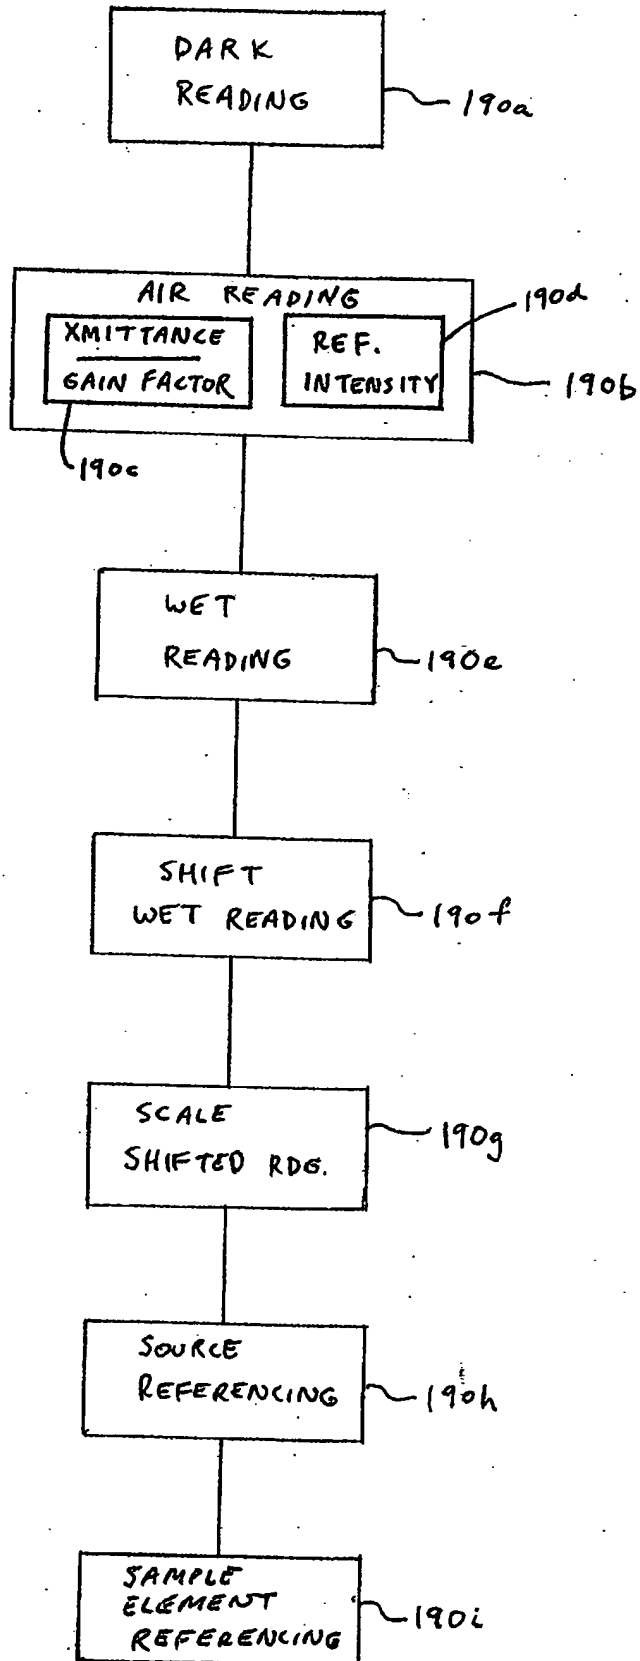 DARK
READING
190a
AIR READING
XMITTANCE
GAIN FACTOR
REF.
INTENSITY
190d
190b
190c
WET
READING
190e
SHIFT
WET READING
190f
SCALE
SHIFTED RDG.
190g
SOURCE
REFERENCING
190h
SAMPLE
ELEMENT
REFERENCING
190i